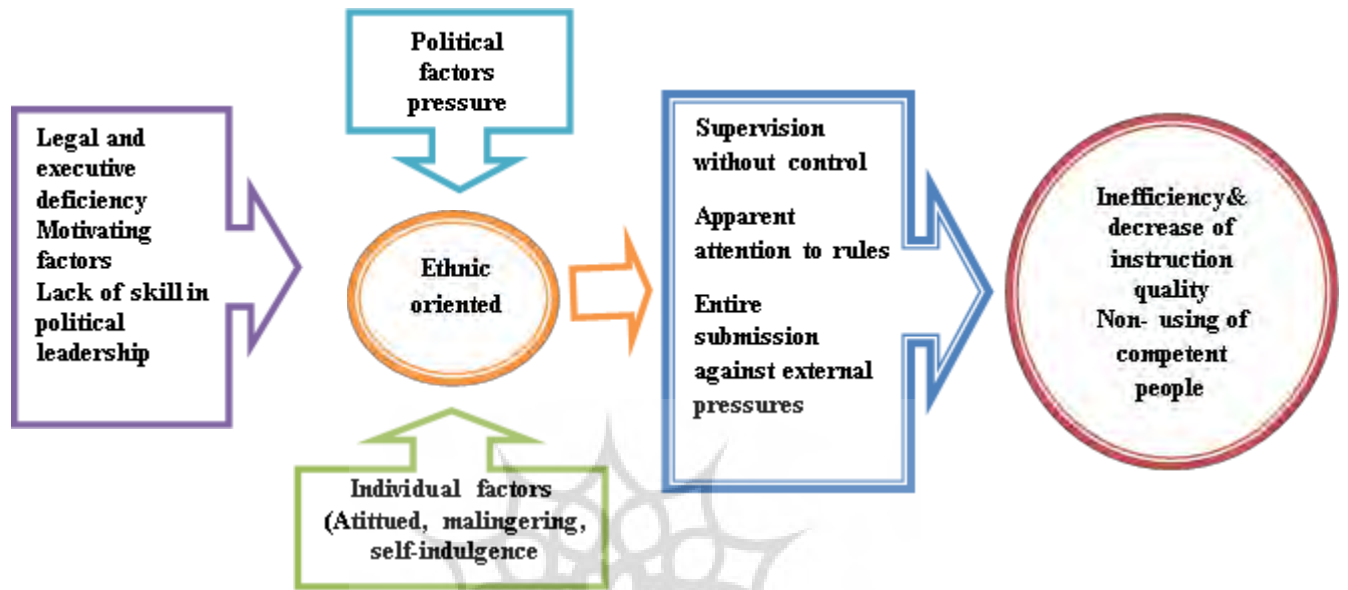 Political
factors
pressure
Legal and
executive
deficiency
Motivating
factors
Lack of skill in
political
leadership
Ethnic
oriented
Individual factors
(Atittued, malingering,
self-indulgence
Supervision
without control
Apparent
attention to rules
Entire
submission
against external
pressures
Inefficiency&
decrease of
instruction
quality
Non- using of
competent
people